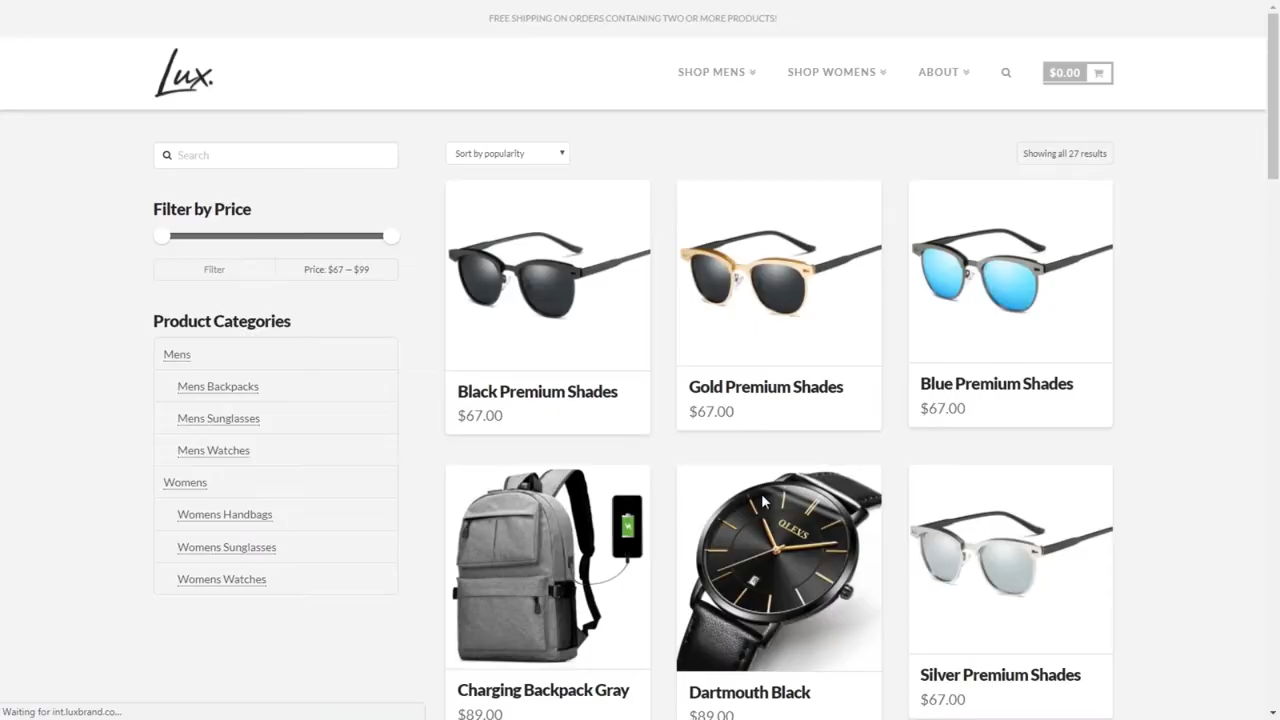 FREE SHIPPING ON ORDERS CONTAINING TWO OR MORE PRODUCTS!
Lux.
SHOP MENS
SHOP WOMENS
ABOUT
$0.00
Search
Sort by popularity
Showing all 27 results
Filter by Price
Filter
Price: $67 — $99
Product Categories
Mens
Mens Backpacks
Mens Sunglasses
Mens Watches
Womens
Womens Handbags
Womens Sunglasses
Womens Watches
Black Premium Shades
$67.00
Gold Premium Shades
$67.00
Blue Premium Shades
$67.00
OLEVS
Charging Backpack Gray
$89.00
Dartmouth Black
$89.00
Silver Premium Shades
$67.00
Waiting for int.luxbrand.co...